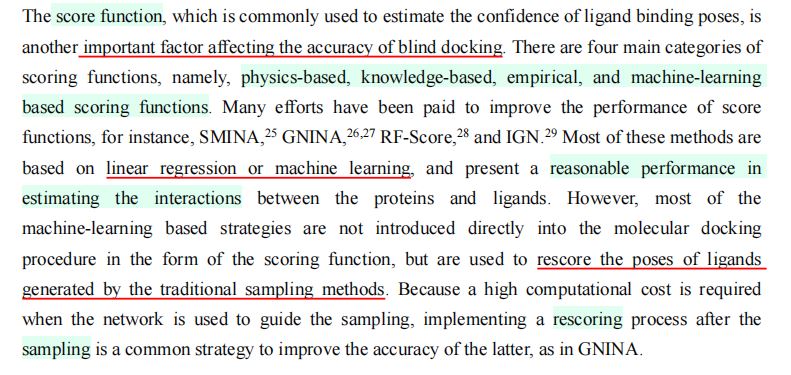 The score function, which is commonly used to estimate the confidence of ligand binding poses, is
another important factor affecting the accuracy of blind docking. There are four main categories of
scoring functions, namely, physics-based, knowledge-based, empirical, and machine-learning
based scoring functions. Many efforts have been paid to improve the performance of score
functions, for instance, SMINA,25 GNINA,26,27 RF-Score,28 and IGN.29 Most of these methods are
based on linear regression or machine learning, and present a reasonable performance in
estimating the interactions between the proteins and ligands. However, most of the
machine-learning based strategies are not introduced directly into the molecular docking
procedure in the form of the scoring function, but are used to rescore the poses of ligands
generated by the traditional sampling methods. Because a high computational cost is required
when the network is used to guide the sampling, implementing a rescoring process after the
sampling is a common strategy to improve the accuracy of the latter, as in GNINA.